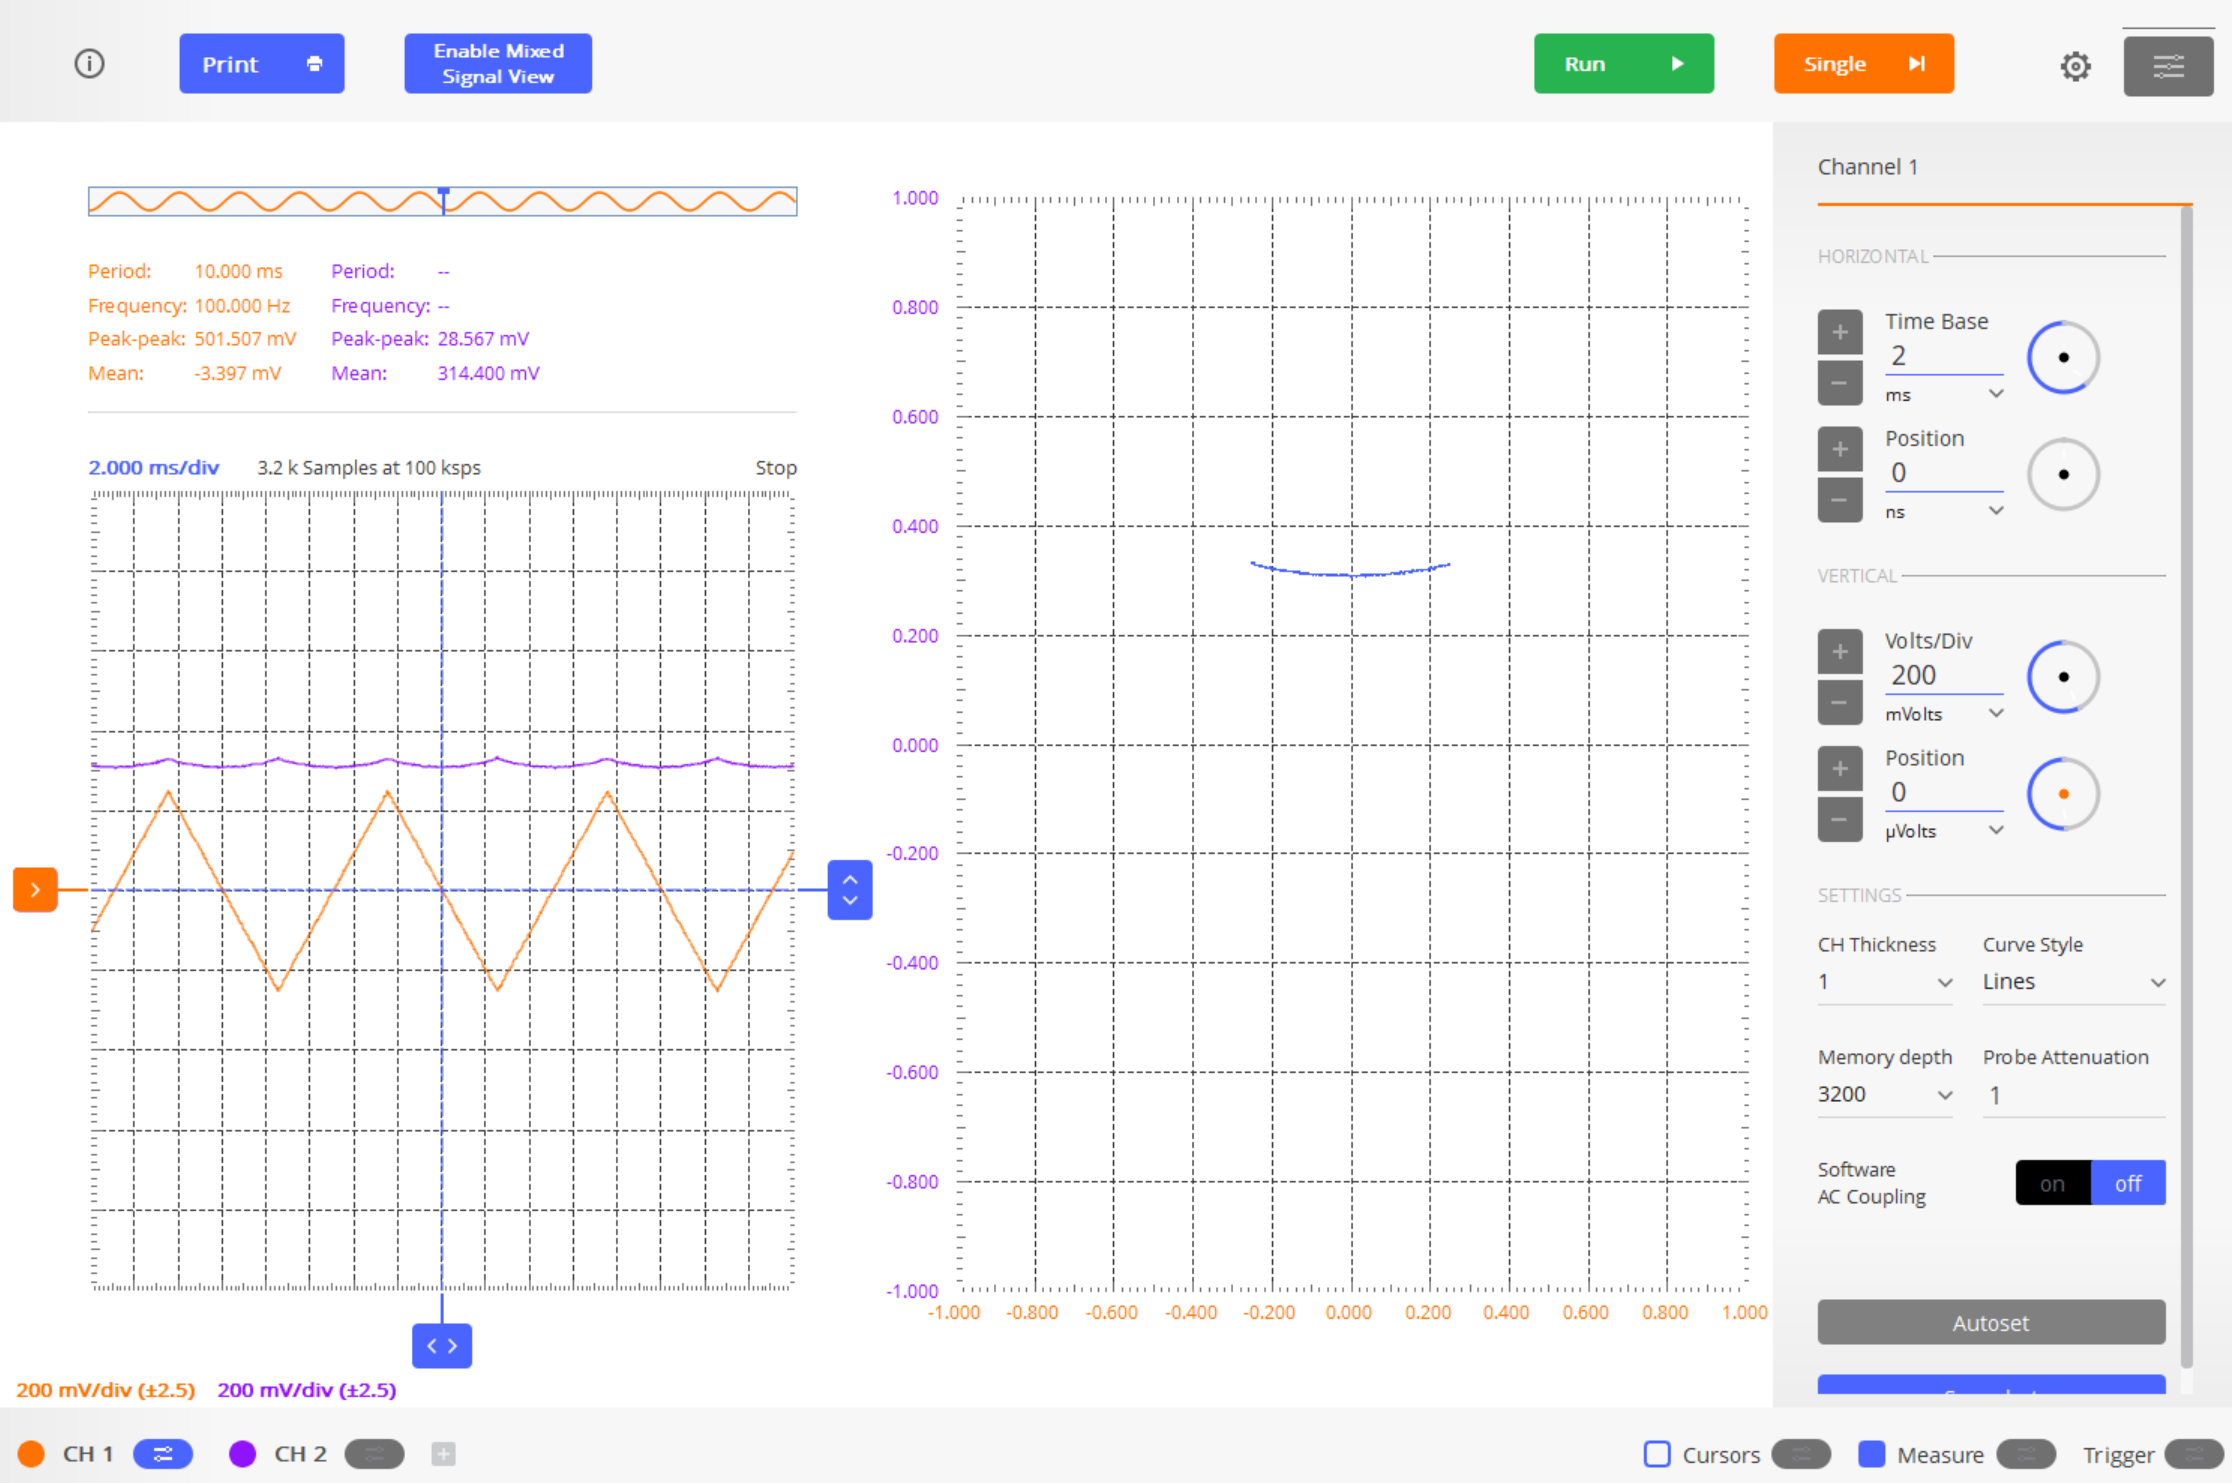 Print
Enable Mixed
Signal View
Run
Single
Period: 10.000 ms Period: --
Frequency: 100.000 Hz Frequency: --
Peak-peak: 501.507 mV Peak-peak: 28.567 mV
Mean: -3.397 mV Mean: 314.400 mV
2.000 ms/div 3.2 k Samples at 100 ksps Stop
1.000
0.800
0.600
0.400
0.200
0.000
-0.200
-0.400
-0.600
-0.800
-1.000
-1.000 -0.800 -0.600 -0.400 -0.200 0.000 0.200 0.400 0.600 0.800 1.000
200 mV/div (±2.5) 200 mV/div (±2.5)
Channel 1
HORIZONTAL
Time Base
2
ms
Position
0
ns
VERTICAL
Volts/Div
200
mVolts
Position
0
µVolts
SETTINGS
CH Thickness Curve Style
1 Lines
Memory depth Probe Attenuation
3200 1
Software
AC Coupling
on off
Autoset
CH 1 CH 2
Cursors Measure Trigger